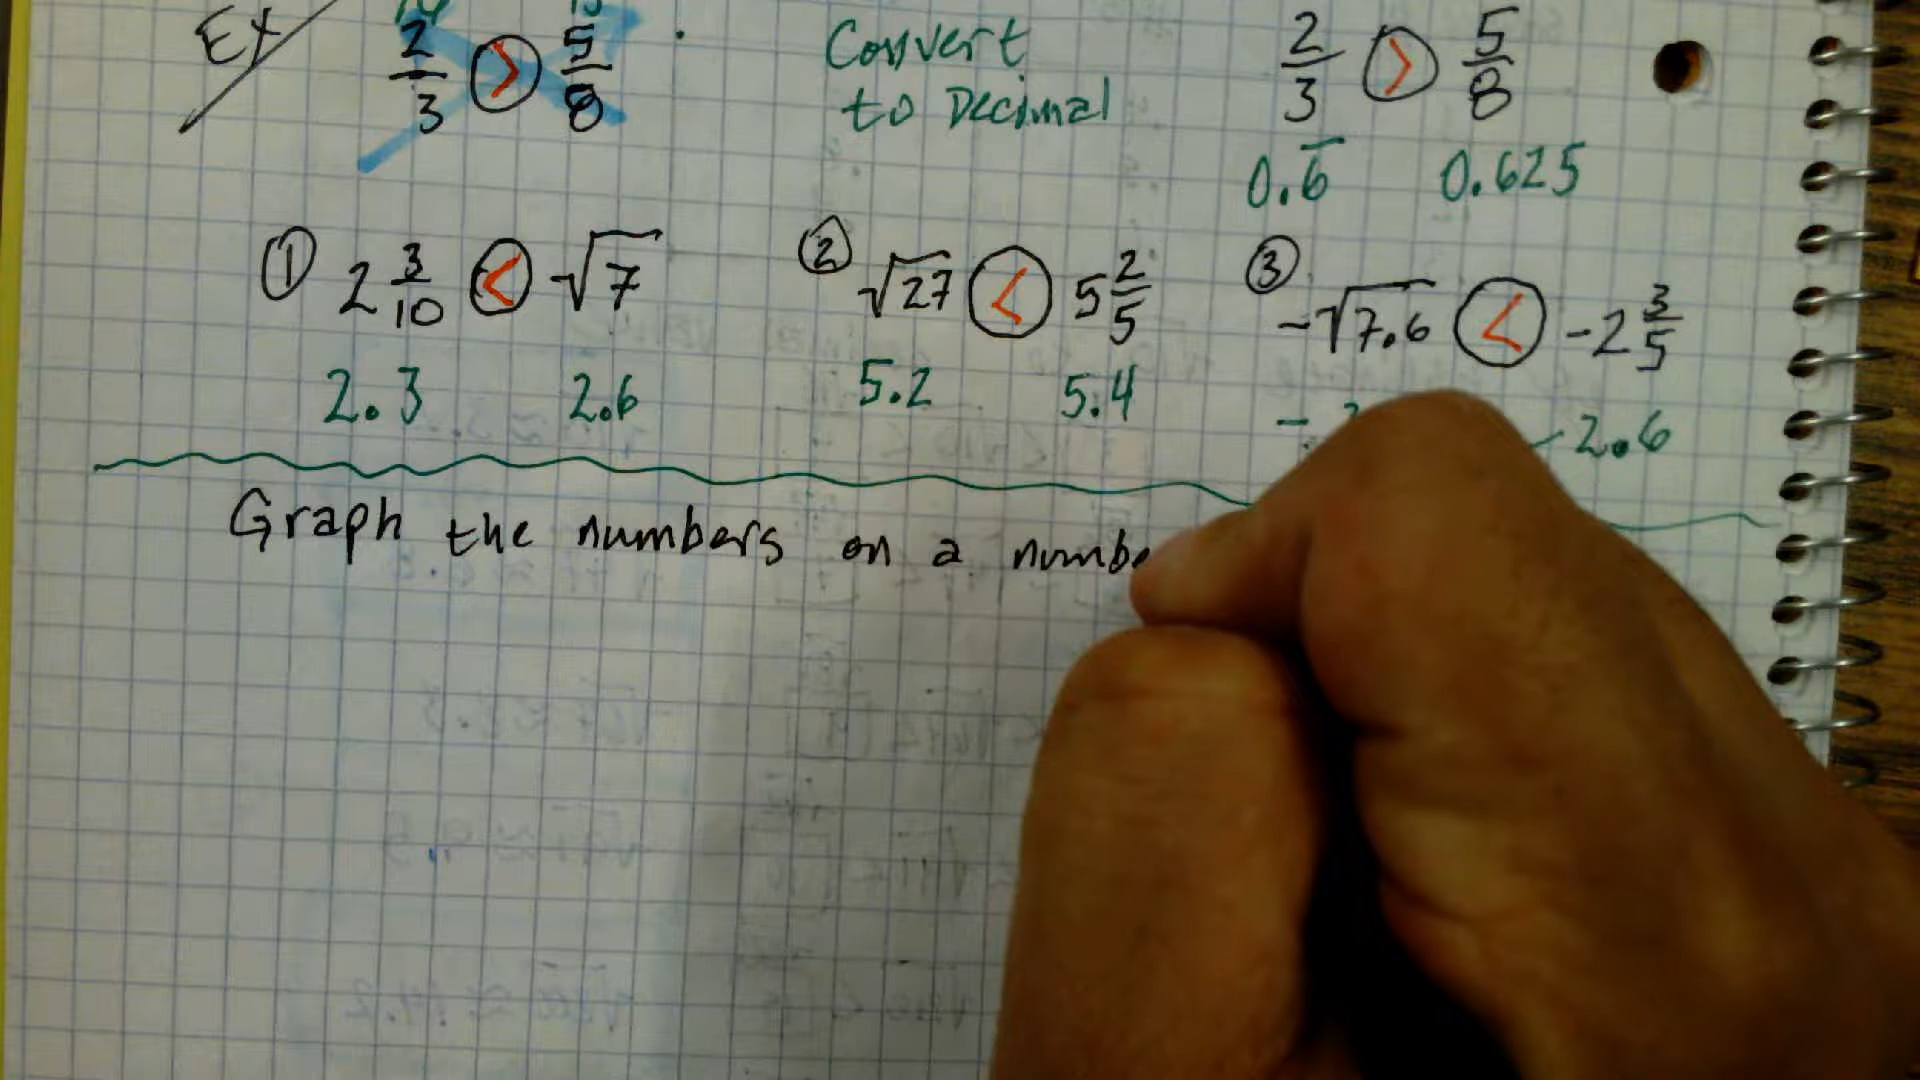 Ex 2/3 > 5/8 Convert to Decimal 2/3 > 5/8
0.6̅ 0.625
① 2 3/10 < √7 ② √27 < 5 2/5 ③ -√7.6 < -2 3/5
2.3 2.6 5.2 5.4 - -2.6
Graph the numbers on a numbe